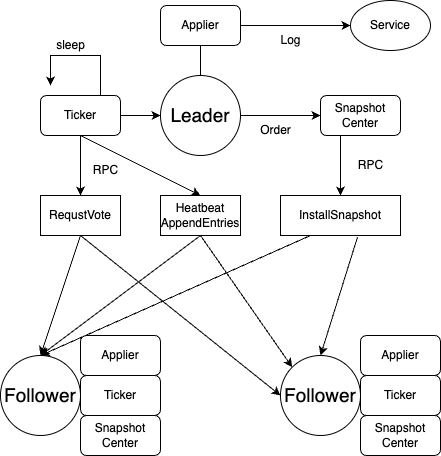 Applier
Service
sleep
Log
Ticker
Leader
Snapshot
Center
Order
RPC
RPC
RequstVote
Heatbeat
AppendEntries
InstallSnapshot
Applier
Applier
Follower
Ticker
Follower
Ticker
Snapshot
Center
Snapshot
Center